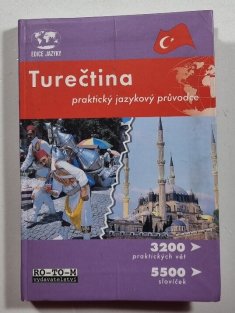 EDICE JAZYKY
Turečtina
praktický jazykový průvodce
3200
praktických vět
5500
slovíček
RO-TO-M
vydavatelství